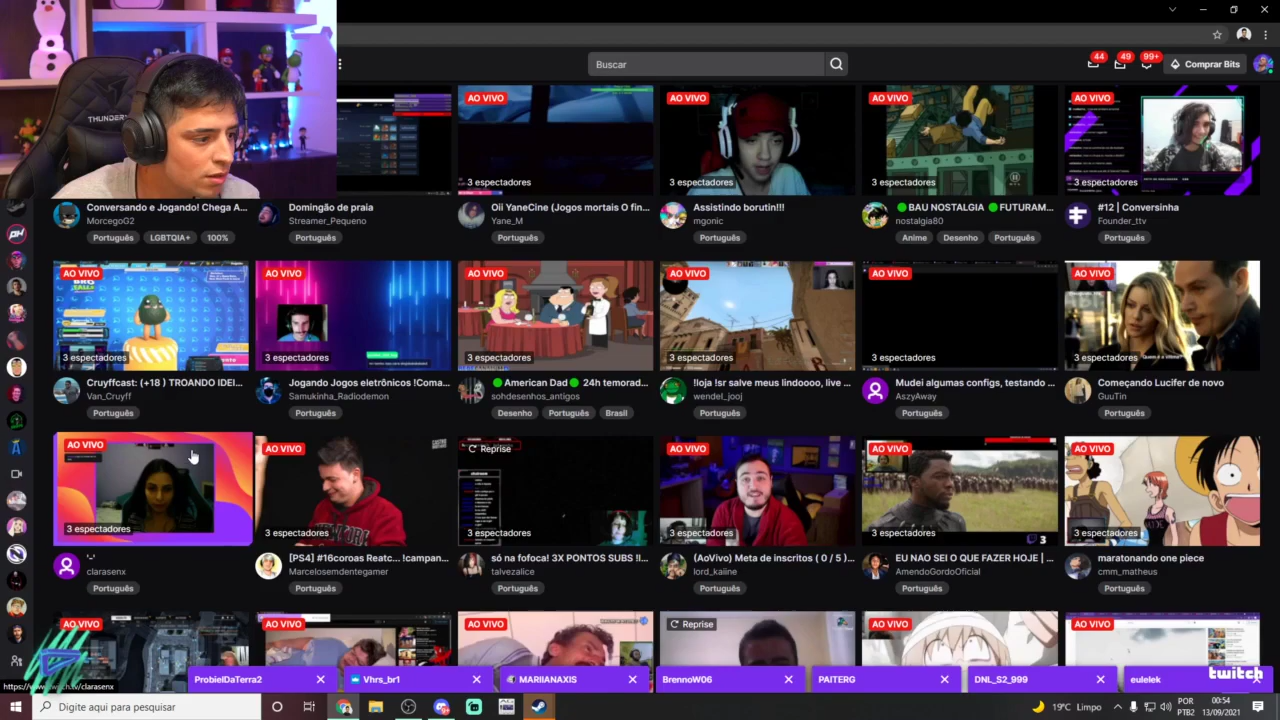 THUNDER
Buscar
44
49
99+
Comprar Bits
AO VIVO
AO VIVO
AO VIVO
AO VIVO
3 espectadores
3 espectadores
3 espectadores
3 espectadores
Conversando e Jogando! Chega A...
MorcegoG2
Português
LGBTQIA+
100%
Domingão de praia
Streamer_Pequeno
Português
Oii YaneCine (Jogos mortais O fin...
Yane_M
Português
Assistindo borutin!!!
mgonic
Português
BAU NOSTALGIA FUTURAM...
nostalgia80
Anime
Desenho
Português
#12 | Conversinha
Founder_ttv
Português
AO VIVO
AO VIVO
AO VIVO
AO VIVO
AO VIVO
AO VIVO
3 espectadores
3 espectadores
3 espectadores
3 espectadores
3 espectadores
3 espectadores
Cruyffcast: (+18 ) TROANDO IDEI...
Van_Cruyff
Português
Jogando Jogos eletrônicos !Coma...
Samukinha_Radiodemon
Português
American Dad 24h temorad...
sohdesenhos_antigos
Desenho
Português
Brasil
!loja !sr salve meus lindoooo, live ...
wendel_jooj
Português
Mudei algumas configs, testando ...
AszyAway
Português
Começando Lucifer de novo
GuuTin
Português
AO VIVO
AO VIVO
Reprise
AO VIVO
AO VIVO
AO VIVO
3 espectadores
3 espectadores
3 espectadores
3 espectadores
3 espectadores
3 espectadores
3
clarasenx
Português
[PS4] #16coroas Reatc... !campan...
Marcelosemdentegamer
Português
só na fofoca! 3X PONTOS SUBS !I...
talvezalice
Português
(AoVivo) Meta de inscritos ( 0 / 5 )...
lord_kaiine
Português
EU NAO SEI O QUE FAZER HOJE | ...
AmendoGordoOficial
Português
maratonando one piece
cmm_matheus
Português
AO VIVO
AO VIVO
AO VIVO
Reprise
AO VIVO
AO VIVO
ProbielDaTerra2
Vhrs_br1
MARIIANAXIS
BrennoW06
PAITERG
DNL_S2_999
eulelek
twitch
https://www.twitch.tv/clarasenx
Digite aqui para pesquisar
19°C Limpo
POR
PTB2
00:54
13/09/2021